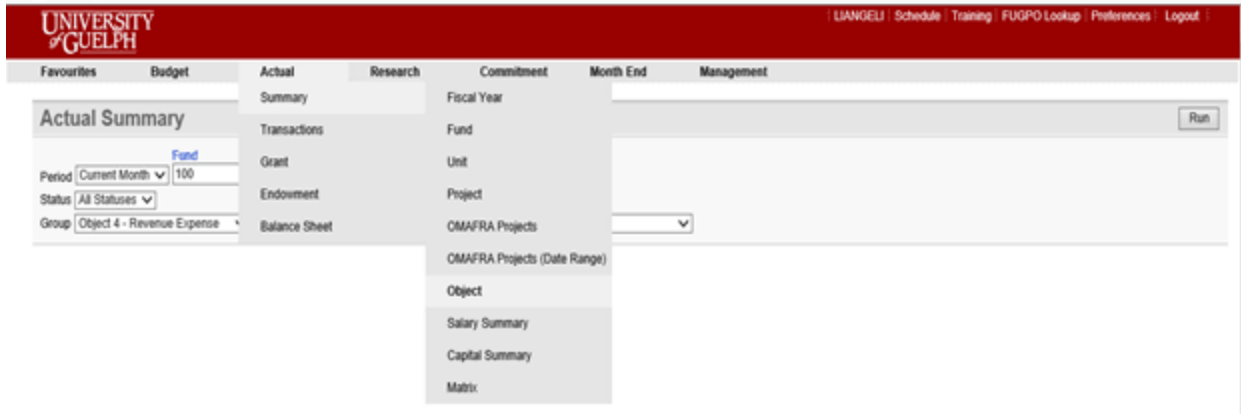 UNIVERSITY
of GUELPH
LIANGELI Schedule Training FUGPO Lookup Preferences Logout
Favourites Budget Actual Research Commitment Month End Management
Summary Fiscal Year
Actual Summary Run
Transactions Fund
Fund
Grant Unit
Period Current Month 100
Endowment Project
Status All Statuses
Group Object 4 - Revenue Expense Balance Sheet OMAFRA Projects
OMAFRA Projects (Date Range)
Object
Salary Summary
Capital Summary
Matrix